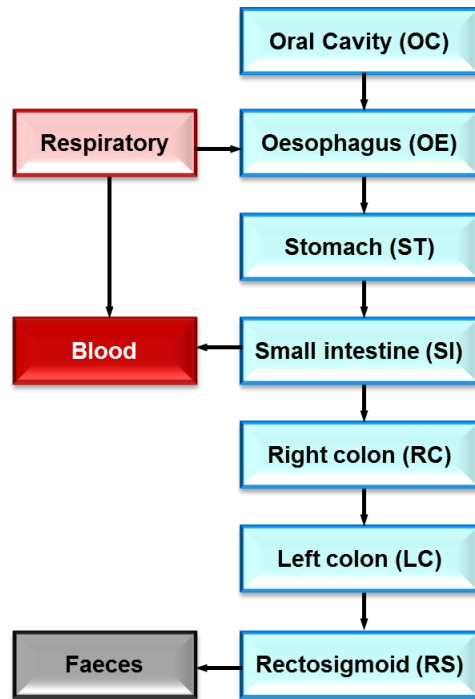 Oral Cavity (OC)
Respiratory
Oesophagus (OE)
Stomach (ST)
Blood
Small intestine (SI)
Right colon (RC)
Left colon (LC)
Faeces
Rectosigmoid (RS)